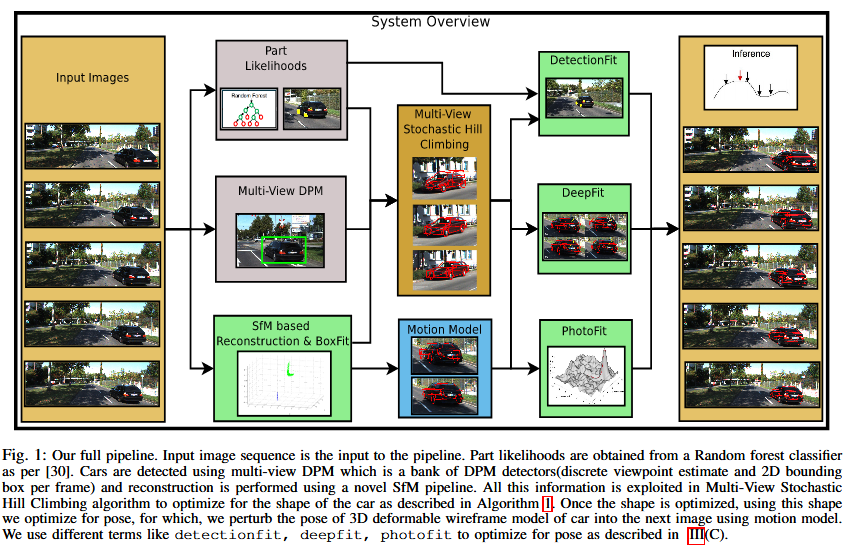 System Overview
Input Images
Part
Likelihoods
Random Forest
Multi-View DPM
SfM based
Reconstruction & BoxFit
Multi-View
Stochastic Hill
Climbing
Motion Model
DetectionFit
DeepFit
PhotoFit
Inference
Fig. 1: Our full pipeline. Input image sequence is the input to the pipeline. Part likelihoods are obtained from a Random forest classifier
as per [30]. Cars are detected using multi-view DPM which is a bank of DPM detectors(discrete viewpoint estimate and 2D bounding
box per frame) and reconstruction is performed using a novel SfM pipeline. All this information is exploited in Multi-View Stochastic
Hill Climbing algorithm to optimize for the shape of the car as described in Algorithm 1. Once the shape is optimized, using this shape
we optimize for pose, for which, we perturb the pose of 3D deformable wireframe model of car into the next image using motion model.
We use different terms like detectionfit, deepfit, photofit to optimize for pose as described in III(C).